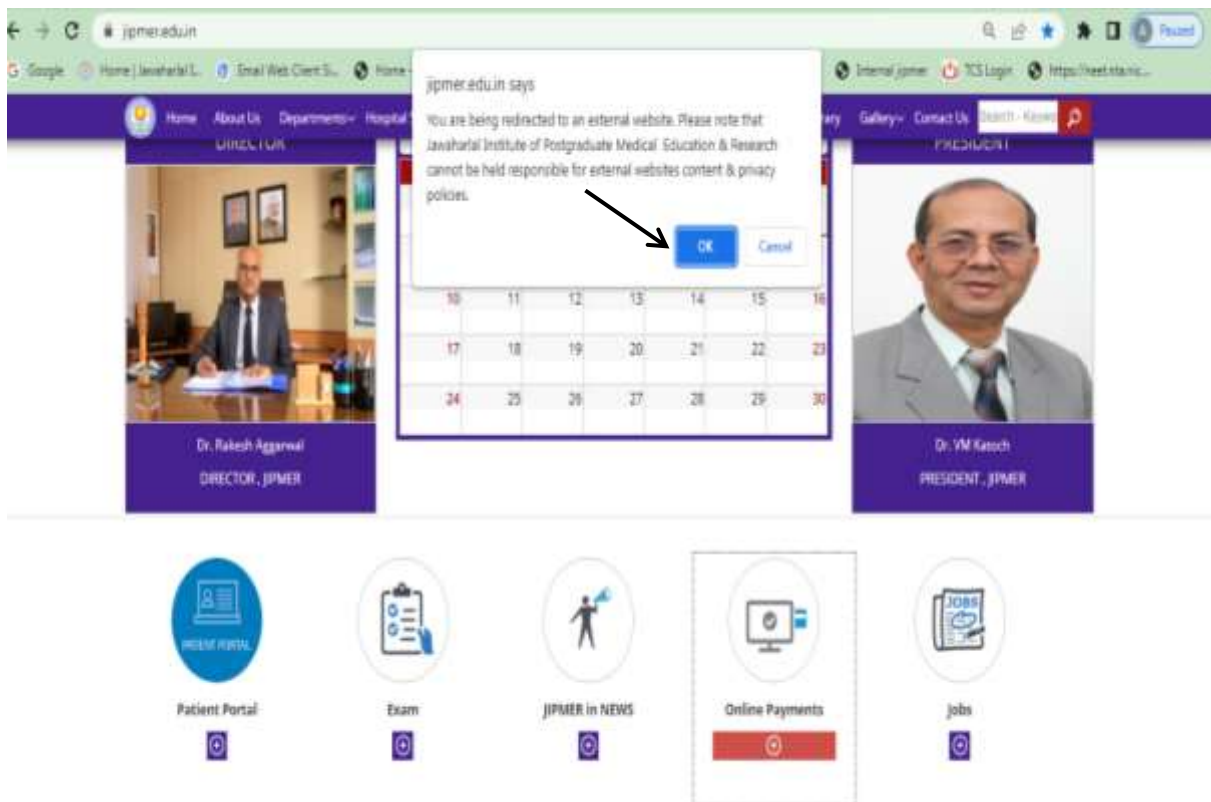 jipmer.edu.in
Paused
Google
Internal jipmer
TCS Login
Home About Us Departments Hospital
Gallery Contact Us
DIRECTOR
PRESIDENT
jipmer.edu.in says
You are being redirected to an external website. Please note that
Jawaharlal Institute of Postgraduate Medical Education & Research
cannot be held responsible for external websites content & privacy
policies.
OK Cancel
10 11 12 13 14 15 16
17 18 19 20 21 22 23
24 25 26 27 28 29 30
Dr. Rakesh Aggarwal
DIRECTOR, JIPMER
Dr. VM Katoch
PRESIDENT, JIPMER
PATIENT PORTAL
JOBS
Patient Portal
Exam
JIPMER in NEWS
Online Payments
Jobs